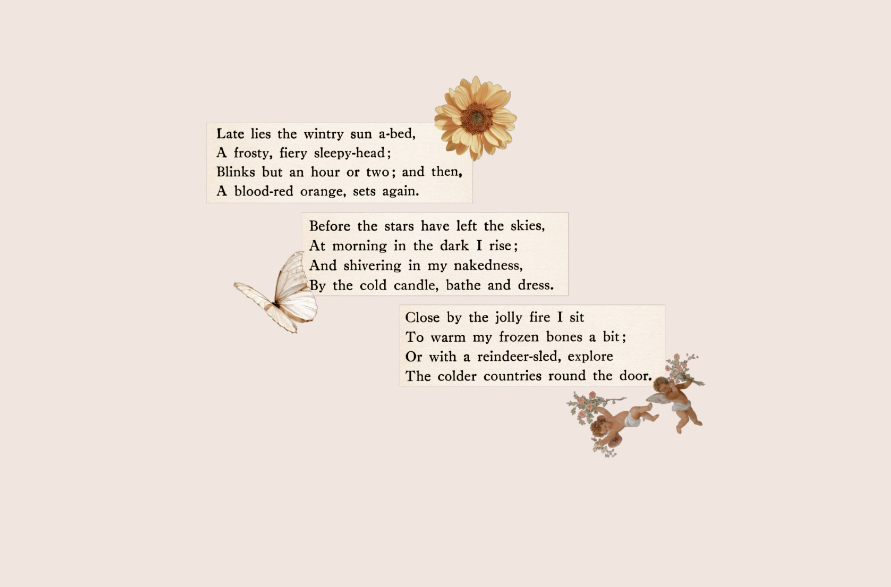 Late lies the wintry sun a-bed,
A frosty, fiery sleepy-head;
Blinks but an hour or two; and then,
A blood-red orange, sets again.
Before the stars have left the skies,
At morning in the dark I rise;
And shivering in my nakedness,
By the cold candle, bathe and dress.
Close by the jolly fire I sit
To warm my frozen bones a bit;
Or with a reindeer-sled, explore
The colder countries round the door.